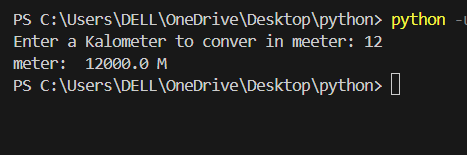 PS C:\Users\DELL\OneDrive\Desktop\python> python -u
Enter a Kalometer to conver in meeter: 12
meter:  12000.0 M
PS C:\Users\DELL\OneDrive\Desktop\python>